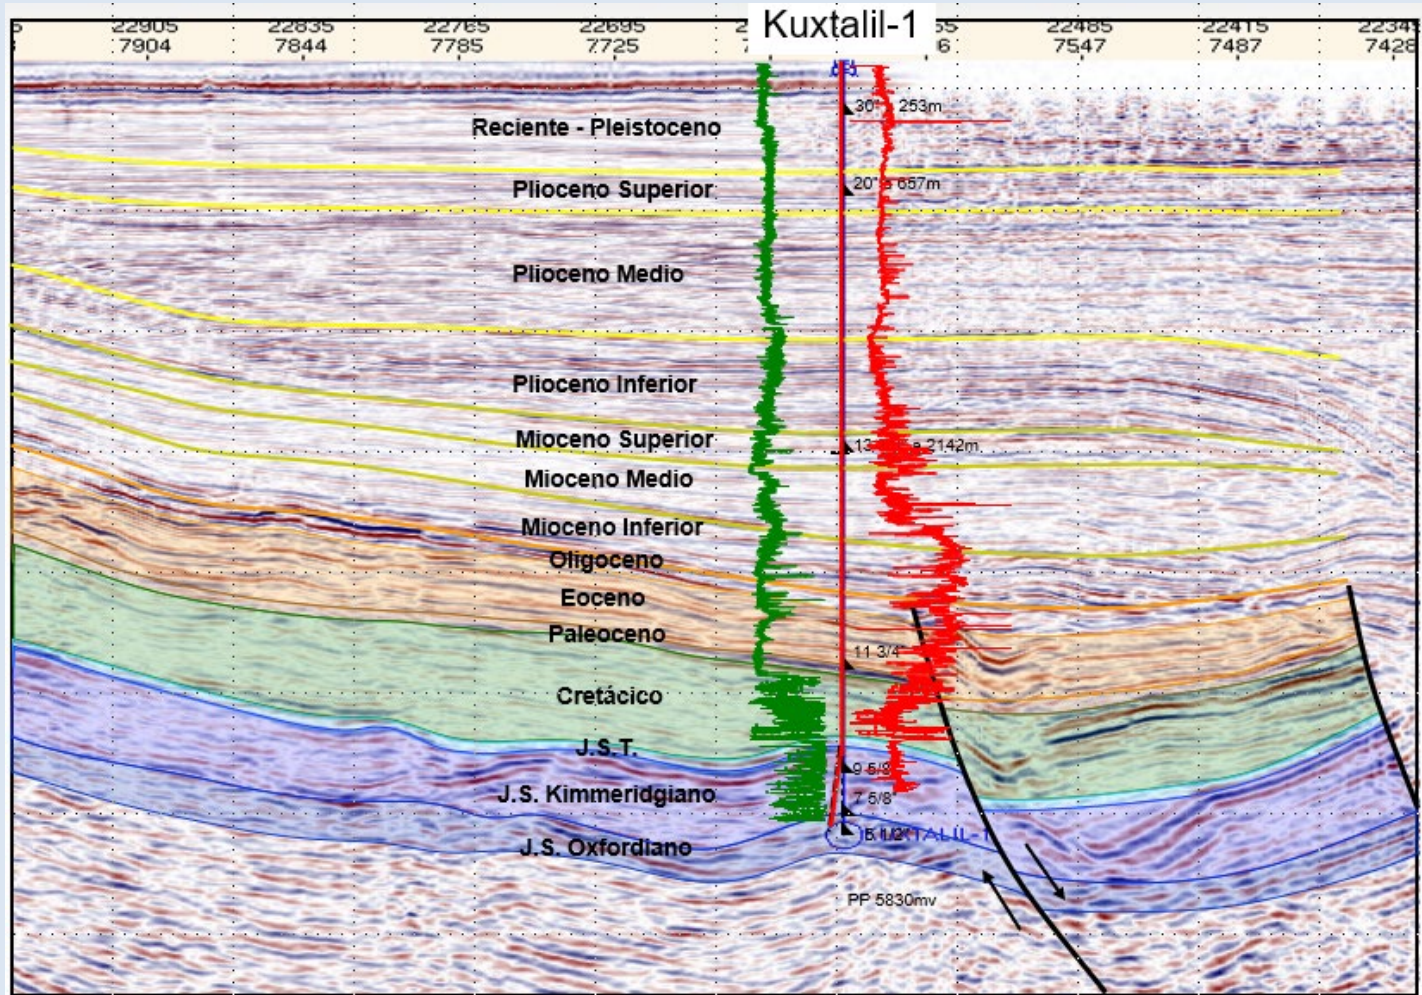 Kuxtalil-1
22905 22835 22765 22695 22485 22415
7904 7844 7785 7725 7547 7487 7428
30" 253m
Reciente - Pleistoceno
20" 657m
Plioceno Superior
Plioceno Medio
Plioceno Inferior
Mioceno Superior
2142m
Mioceno Medio
Mioceno Inferior
Oligoceno
Eoceno
Paleoceno
11 3/4"
Cretácico
J.S.T.
9 5/8
J.S. Kimmeridgiano
7 5/8"
5 1/2"
J.S. Oxfordiano
PP 5830mv